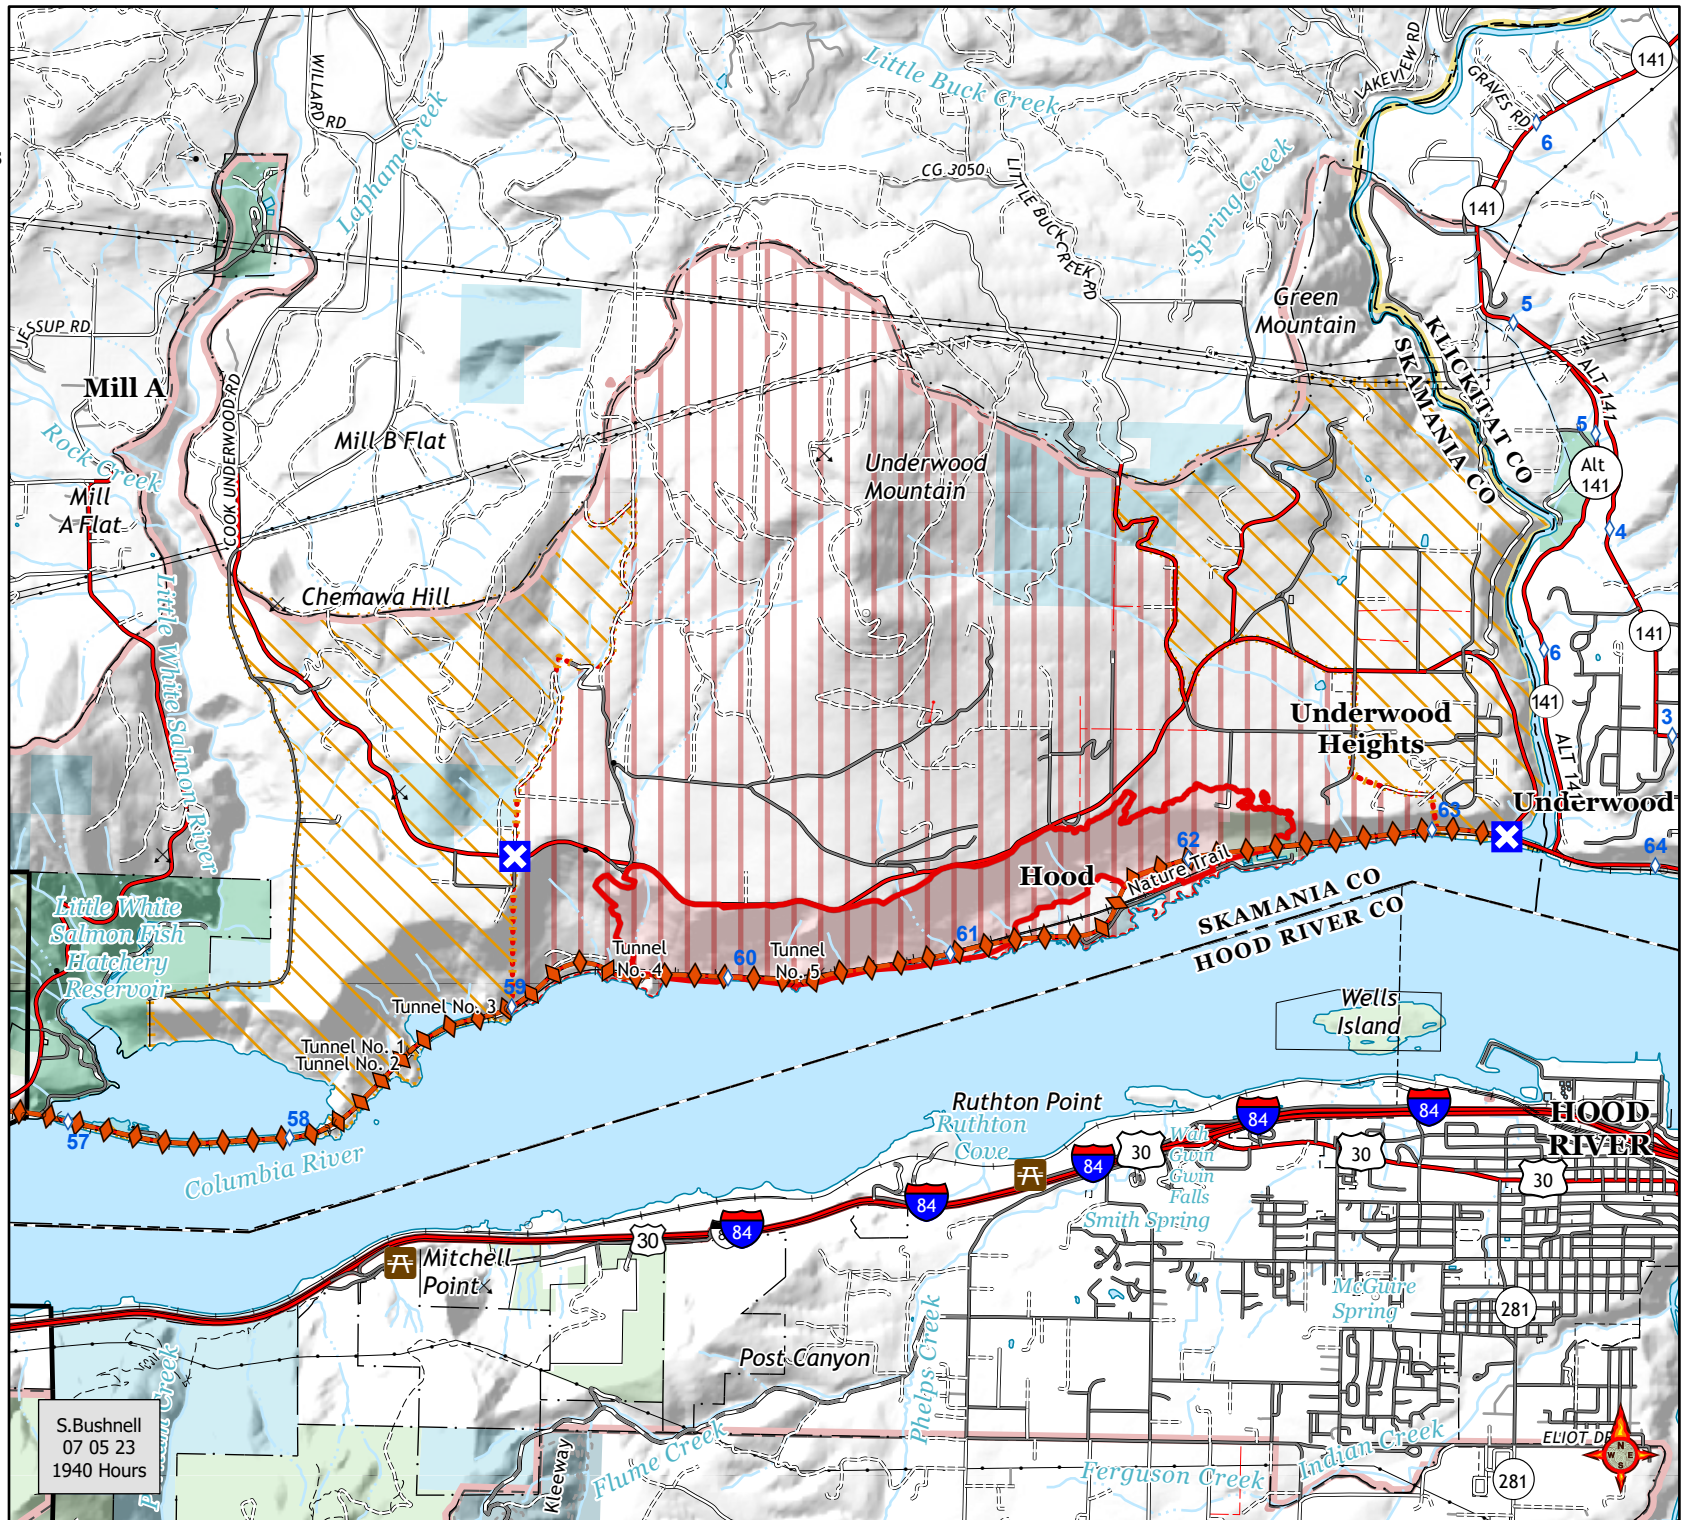 WILLARD
RD
Lapham Creek
Little Buck Creek
LAKEVIEW RD
GRAVES RD
141
6
141
CG 3050
LITTLE BUCK CREEK
RD
Spring Creek
Green
Mountain
5
KLICKITAT CO
SKAMANIA CO
ALT 141
5
Alt
141
4
JESSUP RD
Mill A
Rock Creek
COOK UNDERWOOD RD
Mill B Flat
Mill
A Flat
Underwood
Mountain
Chemawa Hill
Little White Salmon River
141
6
141
3
ALT 141
Underwood
Heights
Underwood
63
64
62
Hood
Nature Trail
SKAMANIA CO
HOOD RIVER CO
61
Tunnel
No. 4
60
Tunnel
No. 5
59
Tunnel No. 3
Tunnel No. 1
Tunnel No. 2
Little White
Salmon Fish
Hatchery
Reservoir
57
58
Columbia River
Wells
Island
Ruthton Point
Ruthton
Cove
Wah
Gwin
Gwin
Falls
84
84
30
84
30
30
HOOD
RIVER
84
84
30
Smith Spring
Mitchell
Point
McGuire
Spring
281
Post Canyon
Phelps Creek
S.Bushnell
07 05 23
1940 Hours
Kleeway
Flume Creek
Ferguson Creek
Indian Creek
ELIOT DR
281
N
E
S
W